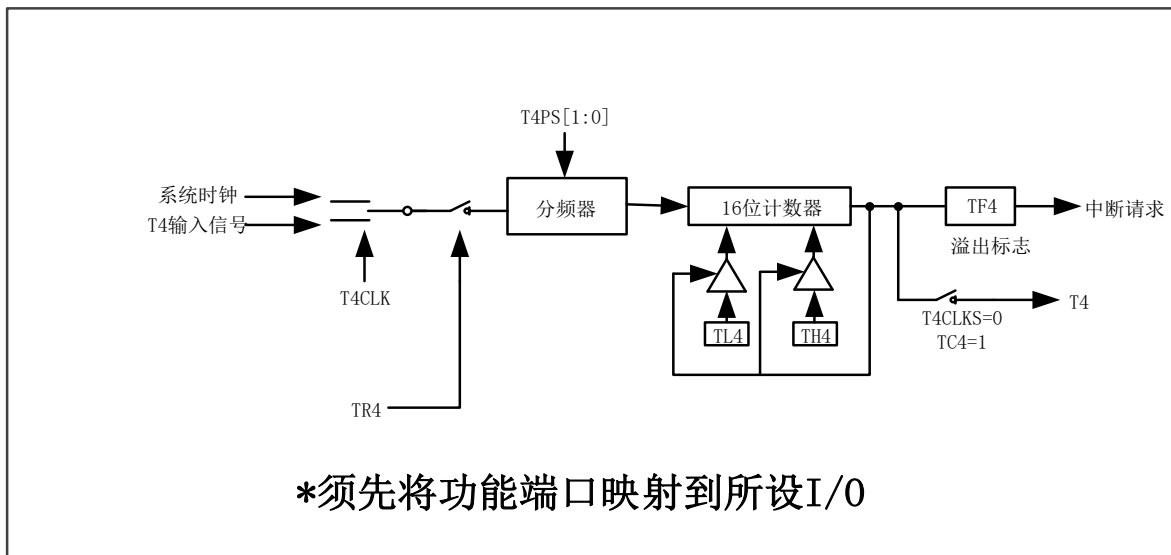 T4PS[1:0]
系统时钟
T4输入信号
分频器
16位计数器
TF4
中断请求
溢出标志
T4CLK
TL4
TH4
T4
T4CLKS=0
TC4=1
TR4
*须先将功能端口映射到所设I/O